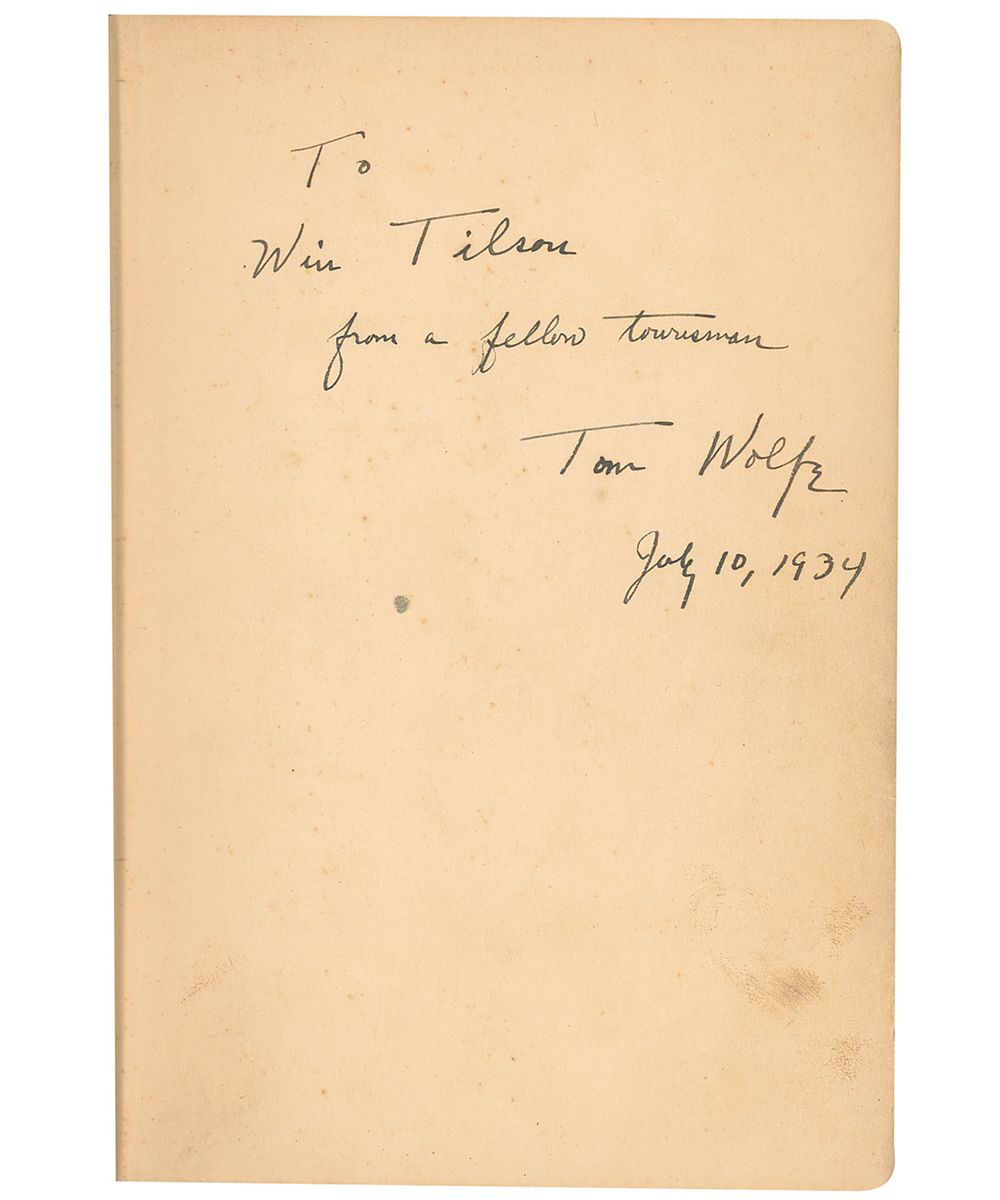 To
Win Tilson
from a fellow townsman
Tom Wolfe
July 10, 1934